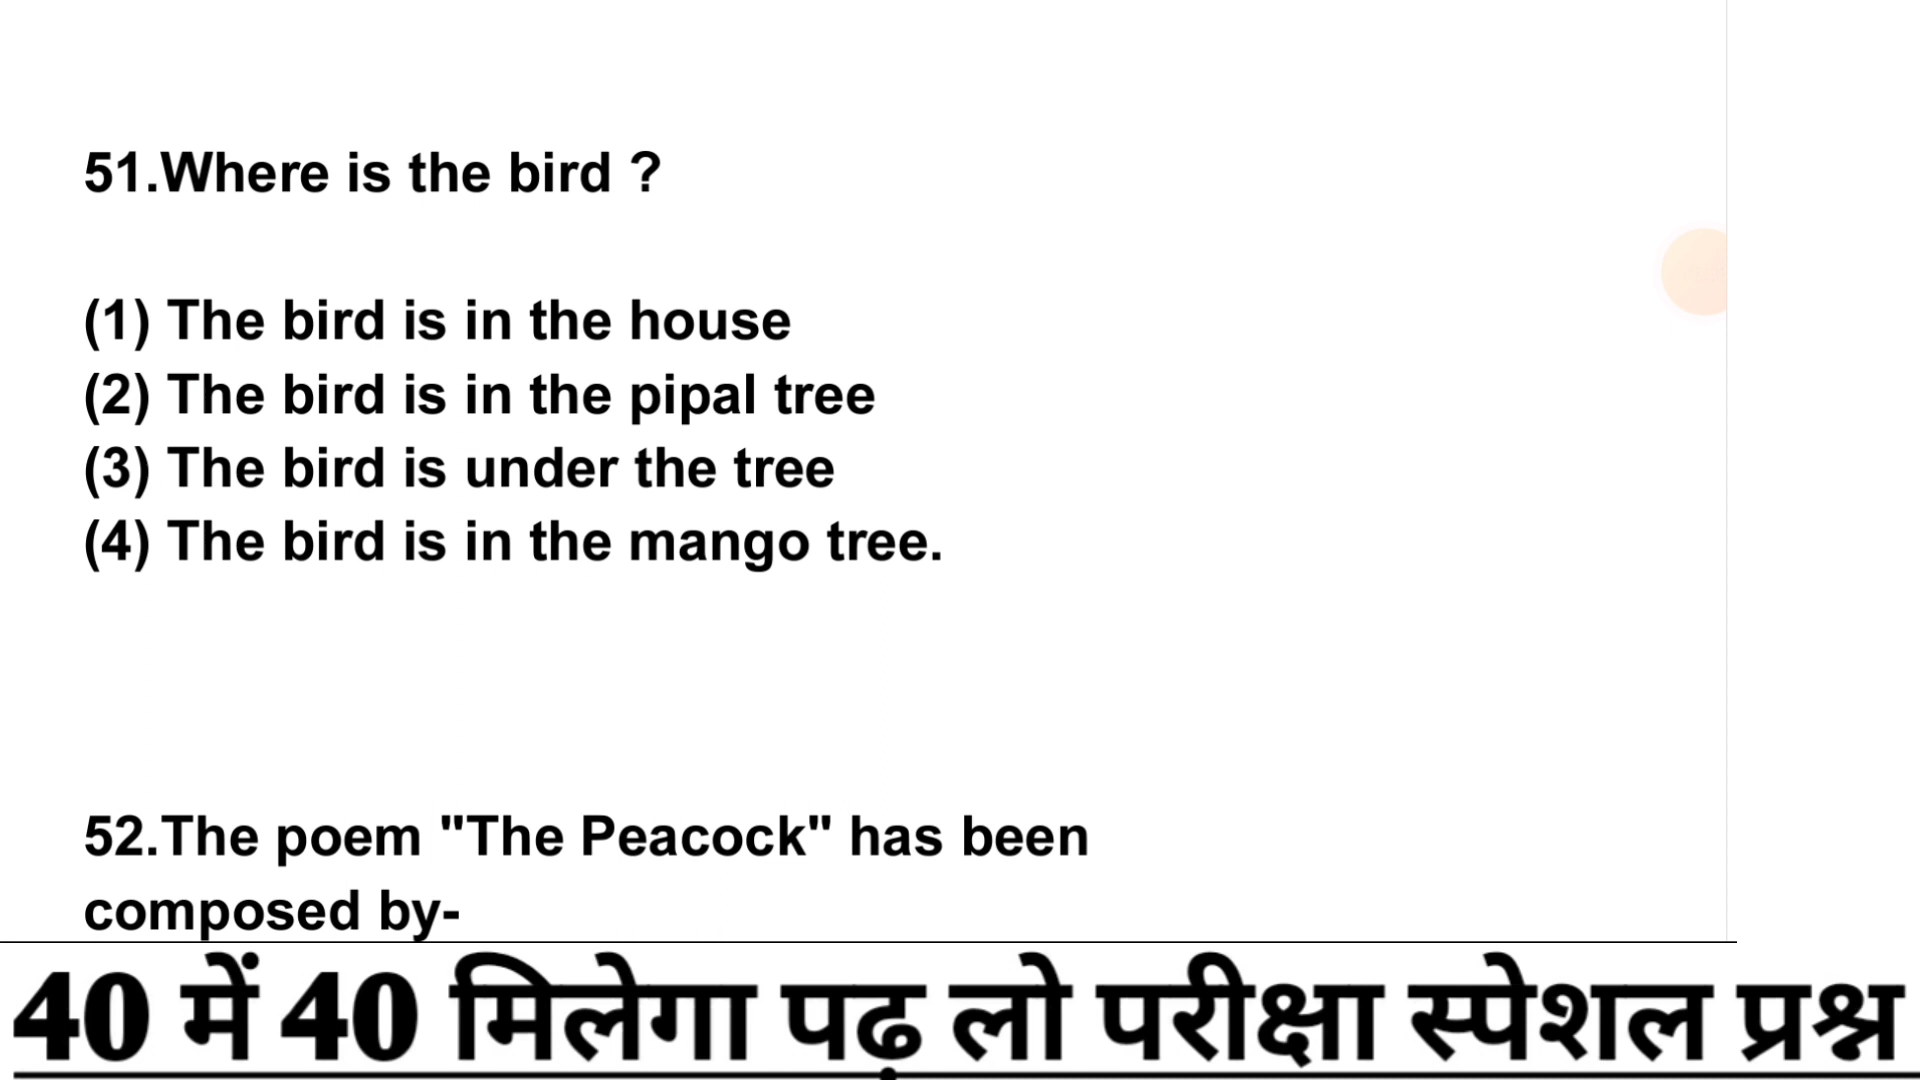 51.Where is the bird ?
(1) The bird is in the house
(2) The bird is in the pipal tree
(3) The bird is under the tree
(4) The bird is in the mango tree.
52.The poem "The Peacock" has been
composed by-
40 में 40 मिलेगा पढ़ लो परीक्षा स्पेशल प्रश्न